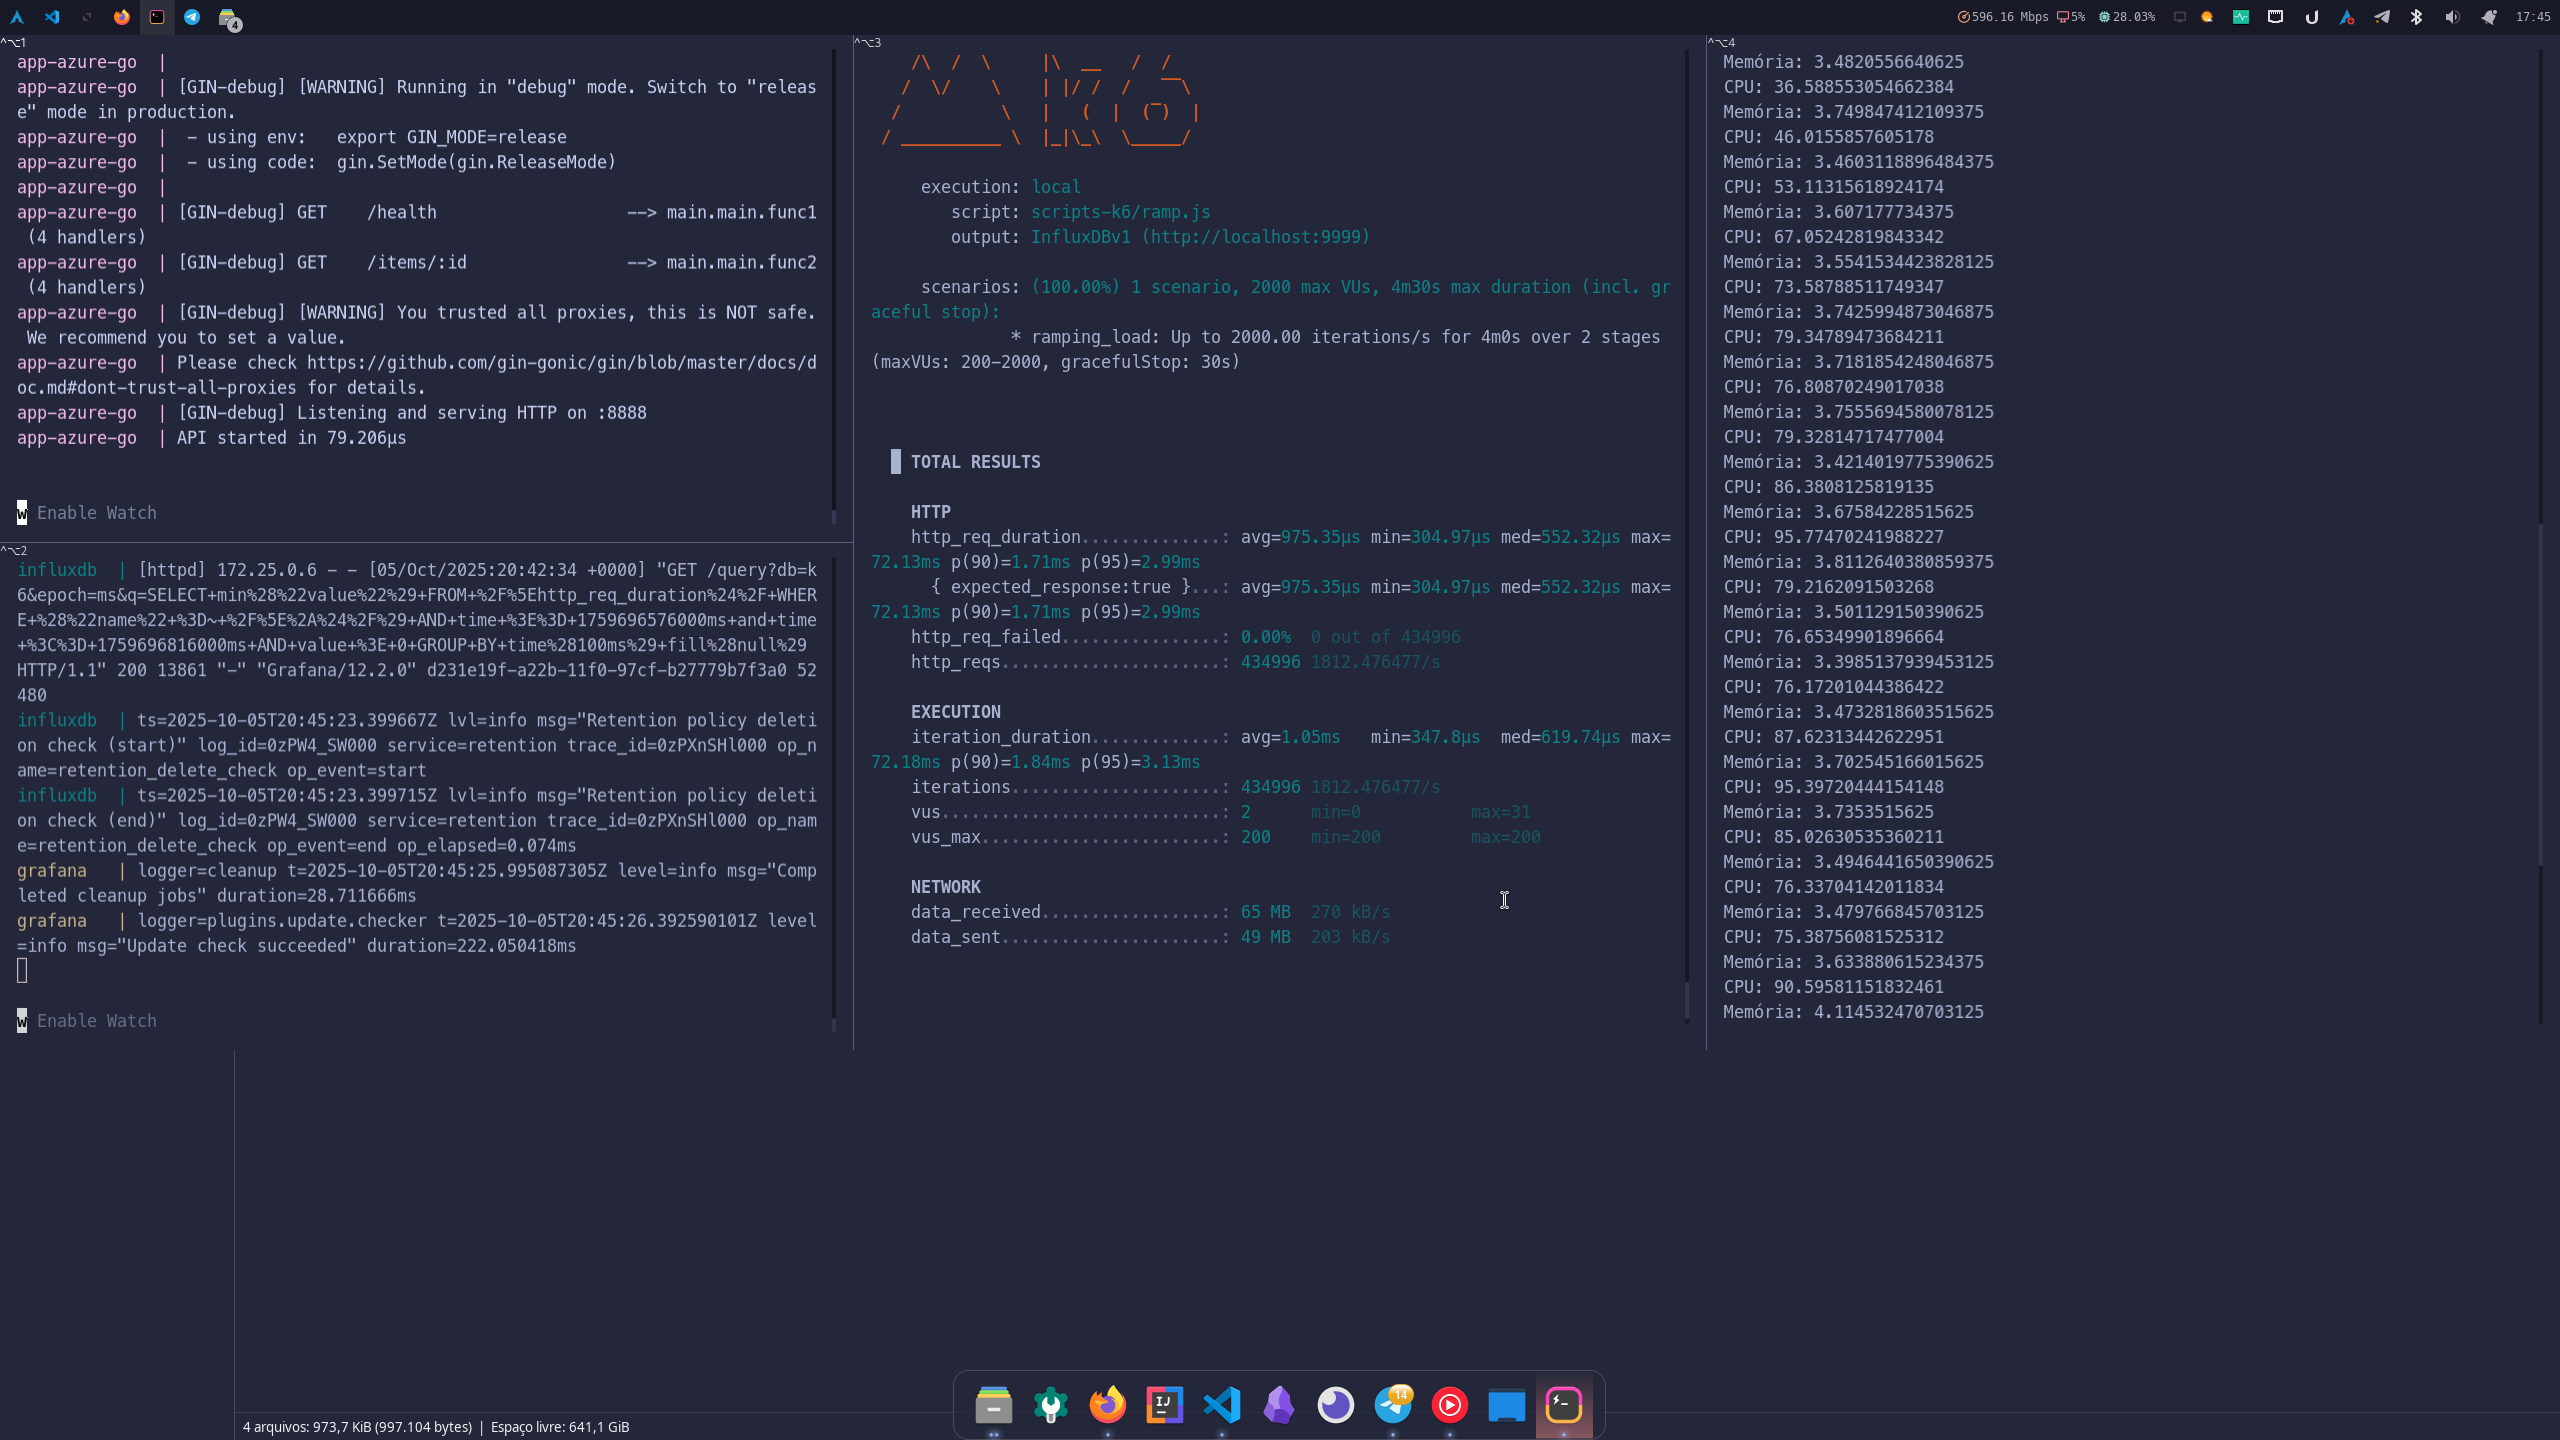 4
596.16 Mbps 5% 28.03% 17:45
^⌥1
app-azure-go  |
app-azure-go  | [GIN-debug] [WARNING] Running in "debug" mode. Switch to "releas
e" mode in production.
app-azure-go  |  - using env:   export GIN_MODE=release
app-azure-go  |  - using code:  gin.SetMode(gin.ReleaseMode)
app-azure-go  |
app-azure-go  | [GIN-debug] GET    /health                   --> main.main.func1
 (4 handlers)
app-azure-go  | [GIN-debug] GET    /items/:id                --> main.main.func2
 (4 handlers)
app-azure-go  | [GIN-debug] [WARNING] You trusted all proxies, this is NOT safe.
 We recommend you to set a value.
app-azure-go  | Please check https://github.com/gin-gonic/gin/blob/master/docs/d
oc.md#dont-trust-all-proxies for details.
app-azure-go  | [GIN-debug] Listening and serving HTTP on :8888
app-azure-go  | API started in 79.206µs
w Enable Watch
^⌥2
influxdb  | [httpd] 172.25.0.6 - - [05/Oct/2025:20:42:34 +0000] "GET /query?db=k
6&epoch=ms&q=SELECT+min%28%22value%22%29+FROM+%2F%5Ehttp_req_duration%24%2F+WHER
E+%28%22name%22+%3D~+%2F%5E%2A%24%2F%29+AND+time+%3E%3D+1759696576000ms+and+time
+%3C%3D+1759696816000ms+AND+value+%3E+0+GROUP+BY+time%28100ms%29+fill%28null%29
HTTP/1.1" 200 13861 "-" "Grafana/12.2.0" d231e19f-a22b-11f0-97cf-b27779b7f3a0 52
480
influxdb  | ts=2025-10-05T20:45:23.399667Z lvl=info msg="Retention policy deleti
on check (start)" log_id=0zPW4_SW000 service=retention trace_id=0zPXnSHl000 op_n
ame=retention_delete_check op_event=start
influxdb  | ts=2025-10-05T20:45:23.399715Z lvl=info msg="Retention policy deleti
on check (end)" log_id=0zPW4_SW000 service=retention trace_id=0zPXnSHl000 op_nam
e=retention_delete_check op_event=end op_elapsed=0.074ms
grafana   | logger=cleanup t=2025-10-05T20:45:25.995087305Z level=info msg="Comp
leted cleanup jobs" duration=28.711666ms
grafana   | logger=plugins.update.checker t=2025-10-05T20:45:26.392590101Z level
=info msg="Update check succeeded" duration=222.050418ms
w Enable Watch
^⌥3
execution: local
script: scripts-k6/ramp.js
output: InfluxDBv1 (http://localhost:9999)
scenarios: (100.00%) 1 scenario, 2000 max VUs, 4m30s max duration (incl. gr
aceful stop):
* ramping_load: Up to 2000.00 iterations/s for 4m0s over 2 stages
(maxVUs: 200-2000, gracefulStop: 30s)
TOTAL RESULTS
HTTP
http_req_duration..............: avg=975.35µs min=304.97µs med=552.32µs max=
72.13ms p(90)=1.71ms p(95)=2.99ms
{ expected_response:true }...: avg=975.35µs min=304.97µs med=552.32µs max=
72.13ms p(90)=1.71ms p(95)=2.99ms
http_req_failed................: 0.00%  0 out of 434996
http_reqs......................: 434996 1812.476477/s
EXECUTION
iteration_duration.............: avg=1.05ms   min=347.8µs  med=619.74µs max=
72.18ms p(90)=1.84ms p(95)=3.13ms
iterations.....................: 434996 1812.476477/s
vus............................: 2      min=0           max=31
vus_max........................: 200    min=200         max=200
NETWORK
data_received..................: 65 MB  270 kB/s
data_sent......................: 49 MB  203 kB/s
^⌥4
Memória: 3.4820556640625
CPU: 36.588553054662384
Memória: 3.749847412109375
CPU: 46.0155857605178
Memória: 3.4603118896484375
CPU: 53.11315618924174
Memória: 3.607177734375
CPU: 67.05242819843342
Memória: 3.5541534423828125
CPU: 73.58788511749347
Memória: 3.7425994873046875
CPU: 79.34789473684211
Memória: 3.7181854248046875
CPU: 76.80870249017038
Memória: 3.7555694580078125
CPU: 79.32814717477004
Memória: 3.4214019775390625
CPU: 86.3808125819135
Memória: 3.67584228515625
CPU: 95.77470241988227
Memória: 3.8112640380859375
CPU: 79.2162091503268
Memória: 3.501129150390625
CPU: 76.65349901896664
Memória: 3.3985137939453125
CPU: 76.17201044386422
Memória: 3.4732818603515625
CPU: 87.62313442622951
Memória: 3.702545166015625
CPU: 95.39720444154148
Memória: 3.7353515625
CPU: 85.02630535360211
Memória: 3.4946441650390625
CPU: 76.33704142011834
Memória: 3.479766845703125
CPU: 75.38756081525312
Memória: 3.633880615234375
CPU: 90.59581151832461
Memória: 4.114532470703125
IJ
14
4 arquivos: 973,7 KiB (997.104 bytes) | Espaço livre: 641,1 GiB